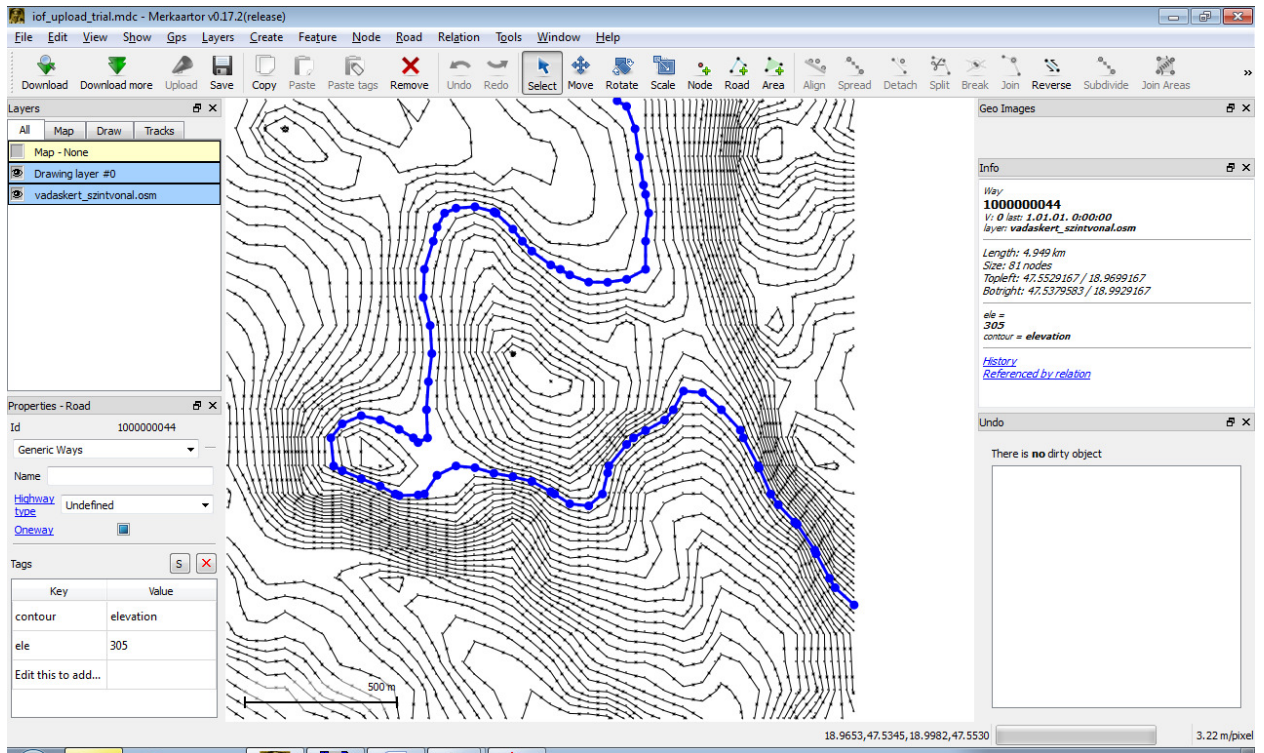 iof_upload_trial.mdc - Merkaartor v0.17.2(release)
File Edit View Show Gps Layers Create Feature Node Road Relation Tools Window Help
Download Download more Upload Save Copy Paste Paste tags Remove Undo Redo Select Move Rotate Scale Node Road Area Align Spread Detach Split Break Join Reverse Subdivide Join Areas »
Layers
All Map Draw Tracks
Map - None
Drawing layer #0
vadaskert_szintvonal.osm
Properties - Road
Id 1000000044
Generic Ways
Name
Highway type Undefined
Oneway
Tags S
Key Value
contour elevation
ele 305
Edit this to add...
500 m
Geo Images
Info
Way
1000000044
V: 0 last: 1.01.01. 0:00:00
layer: vadaskert_szintvonal.osm
Length: 4.949 km
Size: 81 nodes
Topleft: 47.5529167 / 18.9699167
Botright: 47.5379583 / 18.9929167
ele =
305
contour = elevation
History
Referenced by relation
Undo
There is no dirty object
18.9653,47.5345,18.9982,47.5530
3.22 m/pixel